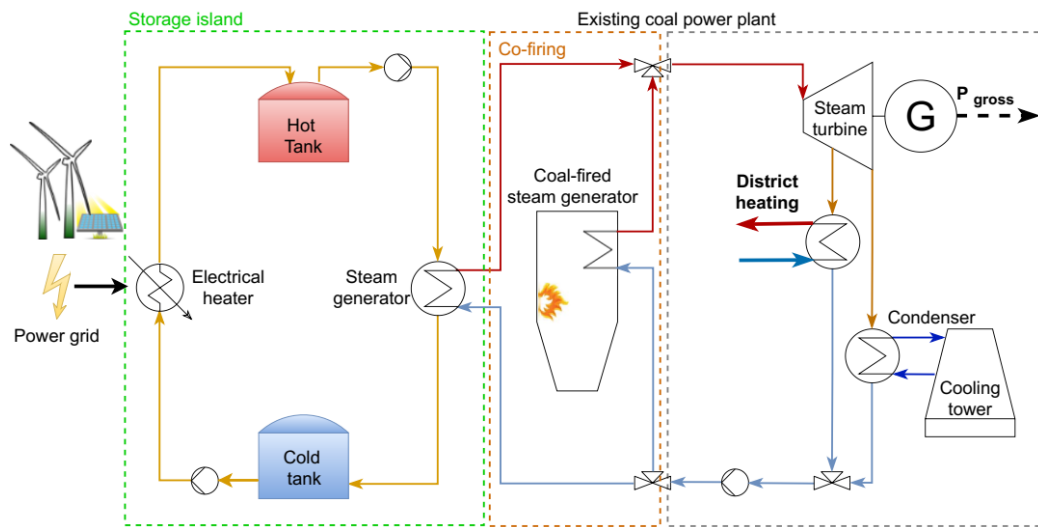 Storage island
Existing coal power plant
Co-firing
Hot
Tank
Steam
turbine
G
P gross
Coal-fired
steam generator
District
heating
Electrical
heater
Steam
generator
Power grid
Condenser
Cooling
tower
Cold
tank